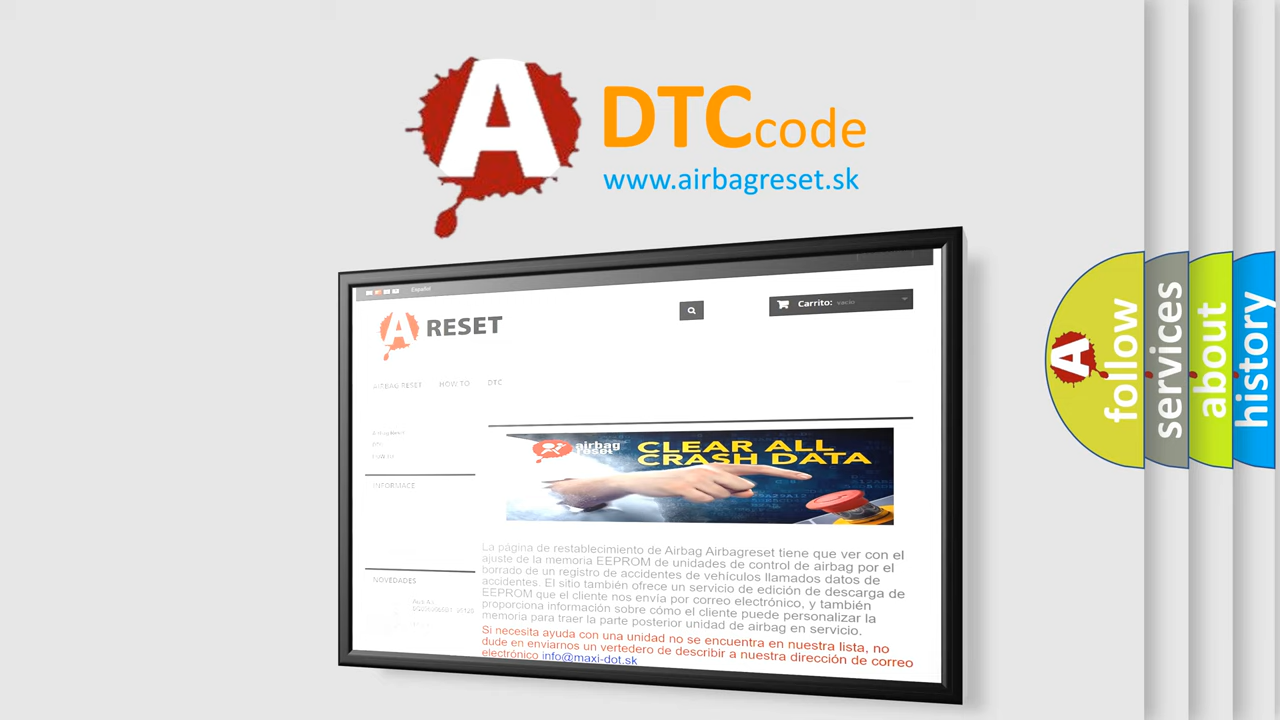 A DTCcode
www.airbagreset.sk
Español
A RESET
Carrito: vacío
AIRBAG RESET HOW TO DTC
INFORMACE
airbag
reset
CLEAR ALL
CRASH DATA
NOVEDADES
La página de restablecimiento de Airbag Airbagreset tiene que ver con el
ajuste de la memoria EEPROM de unidades de control de airbag por el
borrado de un registro de accidentes de vehículos llamados datos de
accidentes. El sitio también ofrece un servicio de edición de descarga de
EEPROM que el cliente nos envía por correo electrónico, y también
proporciona información sobre cómo el cliente puede personalizar la
memoria para traer la parte posterior unidad de airbag en servicio.
Si necesita ayuda con una unidad no se encuentra en nuestra lista, no
dude en enviarnos un vertedero de describir a nuestra dirección de correo
electrónico info@maxi-dot.sk
A
follow
services
about
history